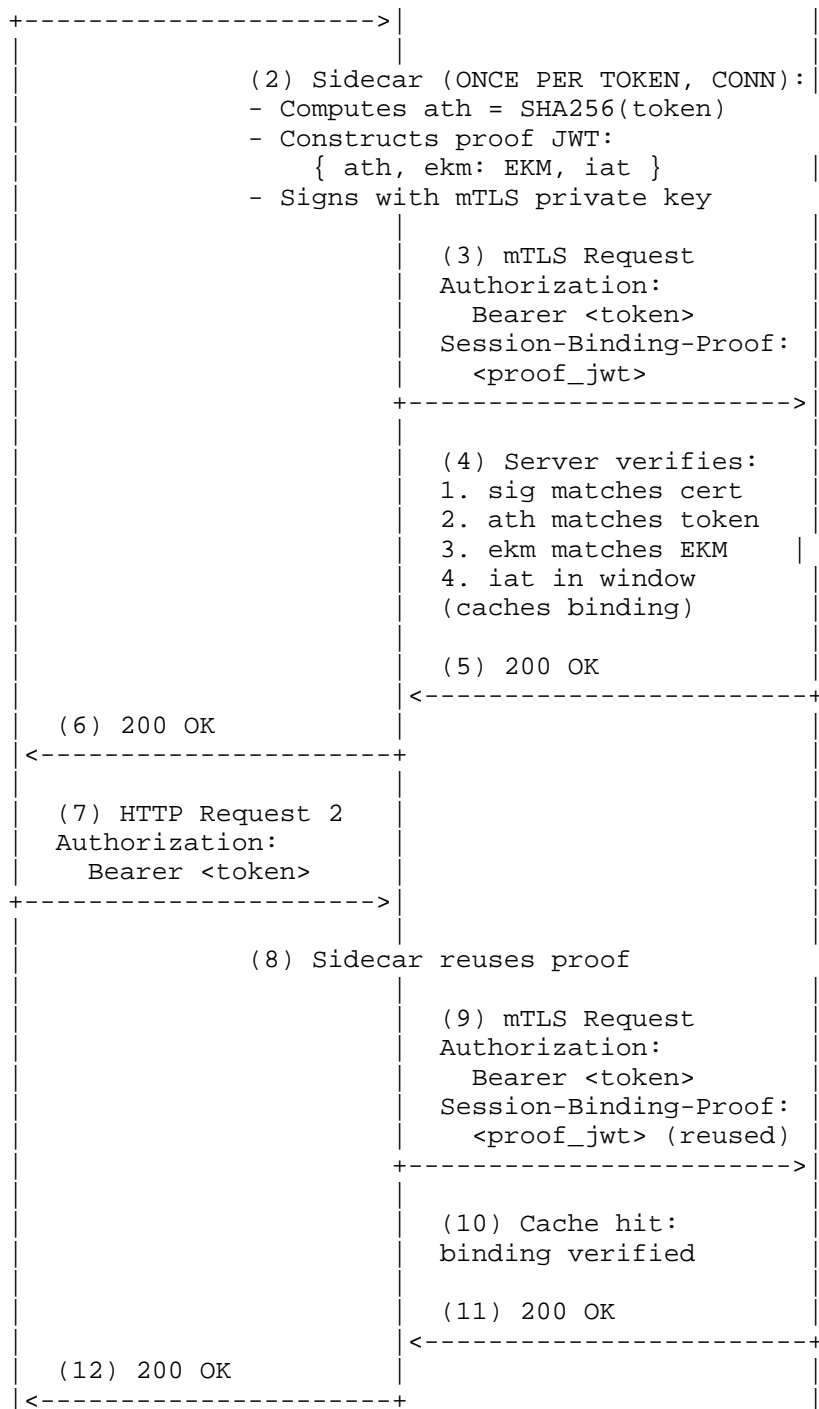 (2) Sidecar (ONCE PER TOKEN, CONN):
- Computes ath = SHA256(token)
- Constructs proof JWT:
{ ath, ekm: EKM, iat }
- Signs with mTLS private key
(3) mTLS Request
Authorization:
Bearer <token>
Session-Binding-Proof:
<proof_jwt>
(4) Server verifies:
1. sig matches cert
2. ath matches token
3. ekm matches EKM
4. iat in window
(caches binding)
(5) 200 OK
(6) 200 OK
(7) HTTP Request 2
Authorization:
Bearer <token>
(8) Sidecar reuses proof
(9) mTLS Request
Authorization:
Bearer <token>
Session-Binding-Proof:
<proof_jwt> (reused)
(10) Cache hit:
binding verified
(11) 200 OK
(12) 200 OK